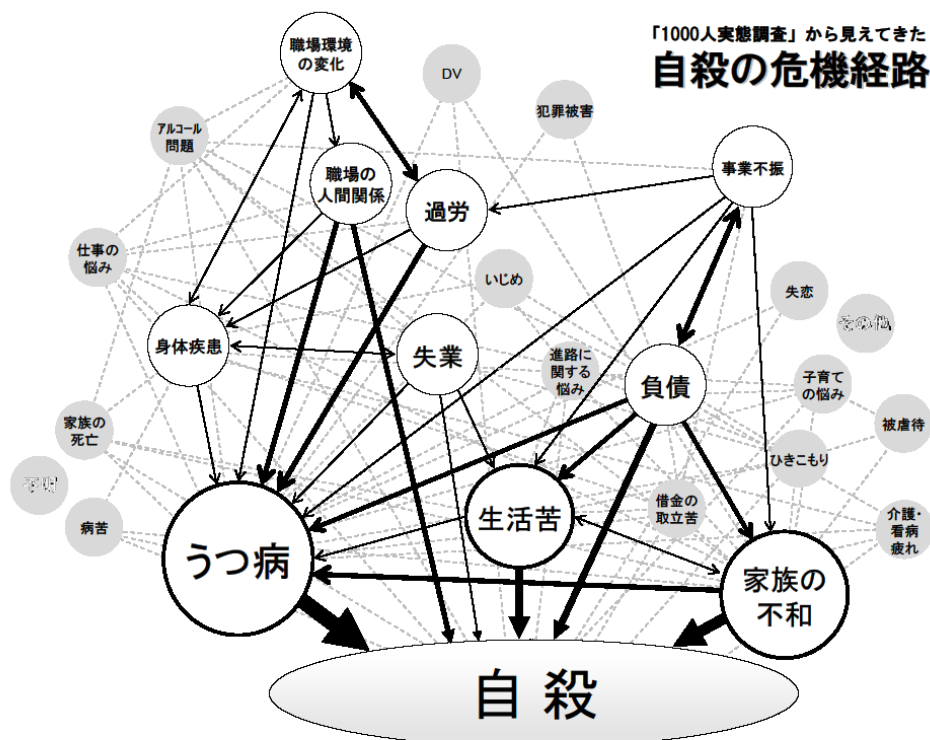 「1000人実態調査」から見えてきた
自殺の危機経路
職場環境
の変化
DV
犯罪被害
アルコール
問題
職場の
人間関係
過労
事業不振
仕事の
悩み
いじめ
失恋
その他
身体疾患
失業
進路に
関する
悩み
負債
子育て
の悩み
家族の
死亡
被虐待
ひきこもり
不明
病苦
うつ病
生活苦
借金の
取立苦
介護・
看病
疲れ
家族の
不和
自殺